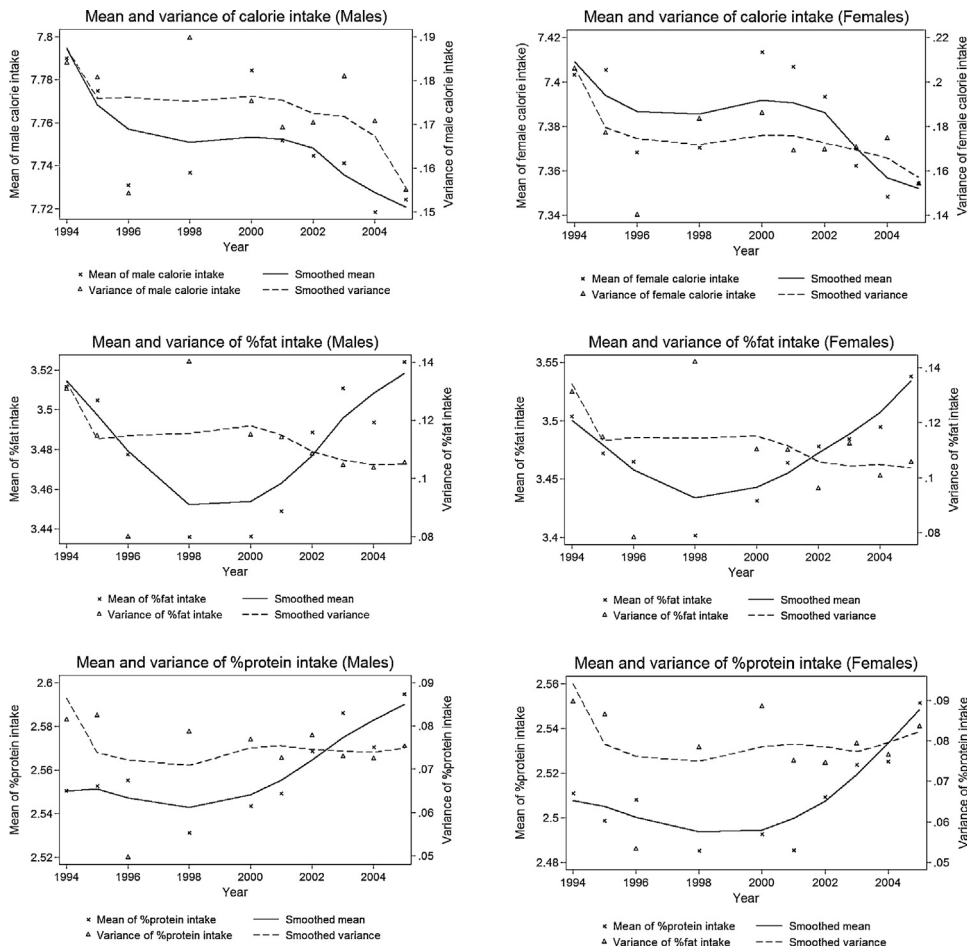 Mean and variance of calorie intake (Males)
Mean of male calorie intake
7.8
7.78
7.76
7.74
7.72
.19
.18
.17
.16
.15
Variance of male calorie intake
1994 1996 1998 2000 2002 2004
Year
× Mean of male calorie intake Smoothed mean
△ Variance of male calorie intake Smoothed variance
Mean and variance of calorie intake (Females)
Mean of female calorie intake)
7.42
7.4
7.38
7.36
7.34
.22
.2
.18
.16
.14
Variance of female calorie intake
1994 1996 1998 2000 2002 2004
Year
× Mean of female calorie intake Smoothed mean
△ Variance of female calorie intake Smoothed variance
Mean and variance of %fat intake (Males)
Mean of %fat intake
3.52
3.5
3.48
3.46
3.44
.14
.12
.1
.08
Variance of %fat intake
1994 1996 1998 2000 2002 2004
Year
× Mean of %fat intake Smoothed mean
△ Variance of %fat intake Smoothed variance
Mean and variance of %fat intake (Females)
Mean of %fat intake
3.55
3.5
3.45
3.4
.14
.12
.1
.08
Variance of %fat intake
1994 1996 1998 2000 2002 2004
Year
× Mean of %fat intake Smoothed mean
△ Variance of %fat intake Smoothed variance
Mean and variance of %protein intake (Males)
Mean of %protein intake
2.6
2.58
2.56
2.54
2.52
.09
.08
.07
.06
.05
Variance of %protein intake
1994 1996 1998 2000 2002 2004
Year
× Mean of %protein intake Smoothed mean
△ Variance of %protein intake Smoothed variance
Mean and variance of %protein intake (Females)
Mean of %protein intake
2.56
2.54
2.52
2.5
2.48
.09
.08
.07
.06
.05
Variance of %protein intake
1994 1996 1998 2000 2002 2004
Year
× Mean of %protein intake Smoothed mean
△ Variance of %fat intake Smoothed variance